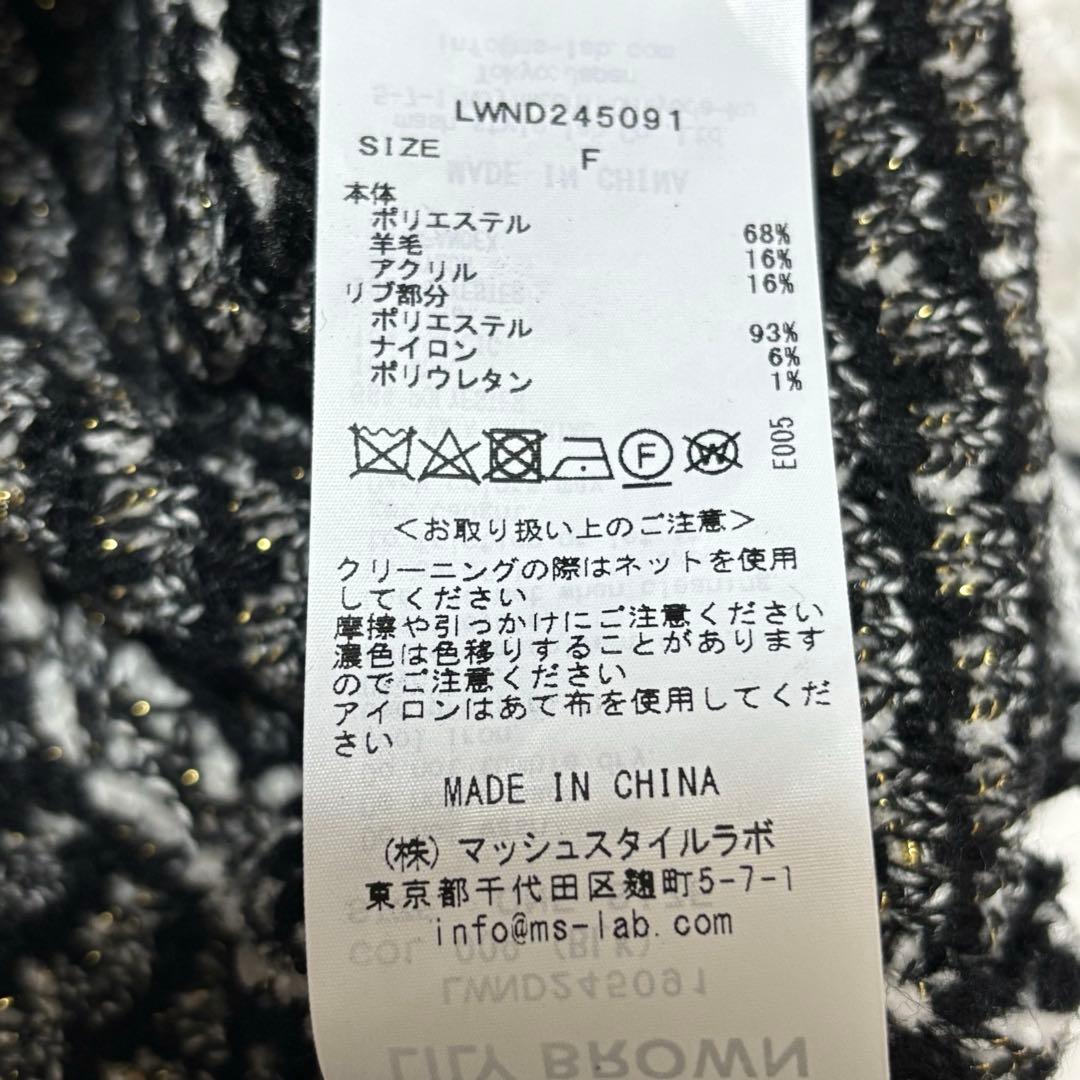 LWND245091
SIZE F
本体
ポリエステル 68%
羊毛 16%
アクリル 16%
リブ部分
ポリエステル 93%
ナイロン 6%
ポリウレタン 1%
F W E005
<お取り扱い上のご注意>
クリーニングの際はネットを使用
してください
摩擦や引っかけにご注意ください
濃色は色移りすることがあります
のでご注意ください
アイロンはあて布を使用してくだ
さい
MADE IN CHINA
(株)マッシュスタイルラボ
東京都千代田区麹町5-7-1
info@ms-lab.com
COL 006 (BLK)
LWND245091
LILY BROWN